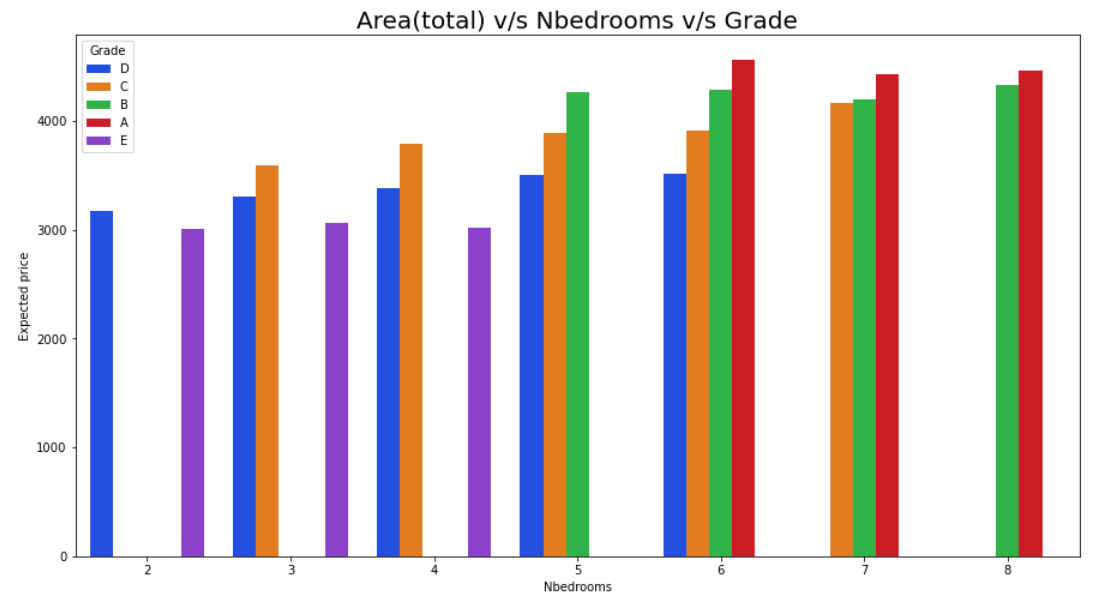 Area(total) v/s Nbedrooms v/s Grade
Grade
D
C
B
A
E
Expected price
4000
3000
2000
1000
0
2 3 4 5 6 7 8
Nbedrooms